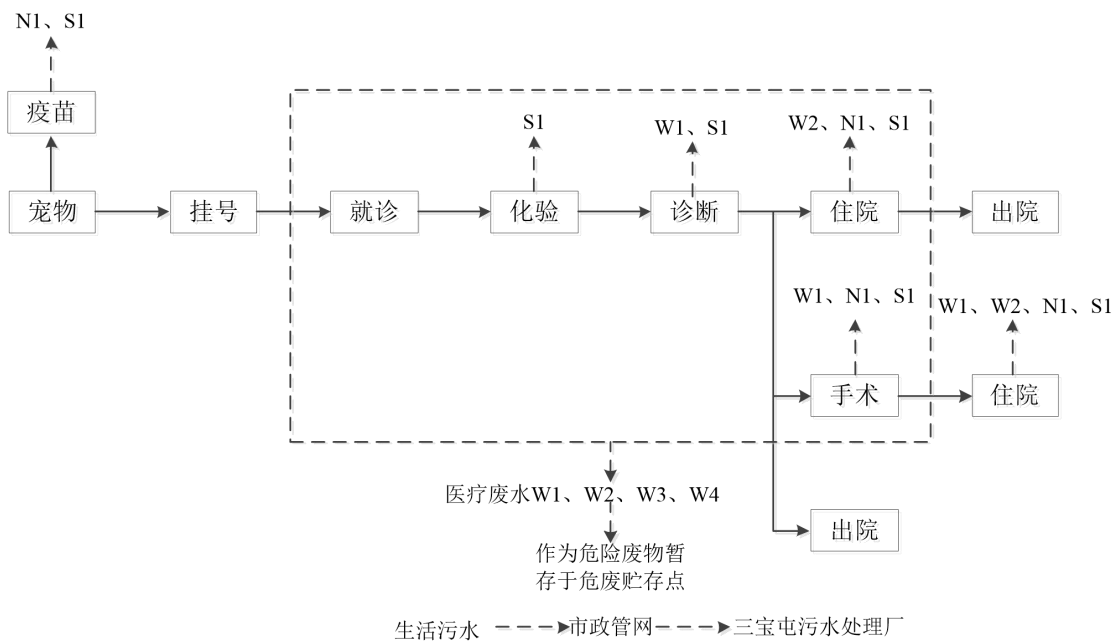 N1、S1
疫苗
S1
W1、S1
W2、N1、S1
宠物
挂号
就诊
化验
诊断
住院
出院
W1、N1、S1
W1、W2、N1、S1
手术
住院
医疗废水W1、W2、W3、W4
出院
作为危险废物暂
存于危废贮存点
生活污水
市政管网
三宝屯污水处理厂